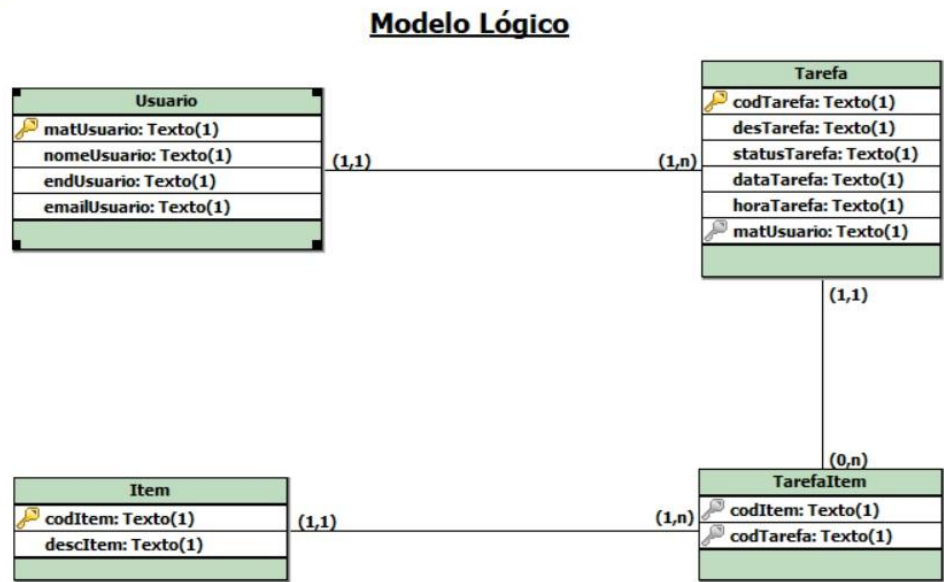 Modelo Lógico
Usuario
matUsuario: Texto(1)
nomeUsuario: Texto(1)
endUsuario: Texto(1)
emailUsuario: Texto(1)
(1,1)
(1,n)
Tarefa
codTarefa: Texto(1)
desTarefa: Texto(1)
statusTarefa: Texto(1)
dataTarefa: Texto(1)
horaTarefa: Texto(1)
matUsuario: Texto(1)
(1,1)
(0,n)
Item
codItem: Texto(1)
descItem: Texto(1)
(1,1)
(1,n)
TarefaItem
codItem: Texto(1)
codTarefa: Texto(1)